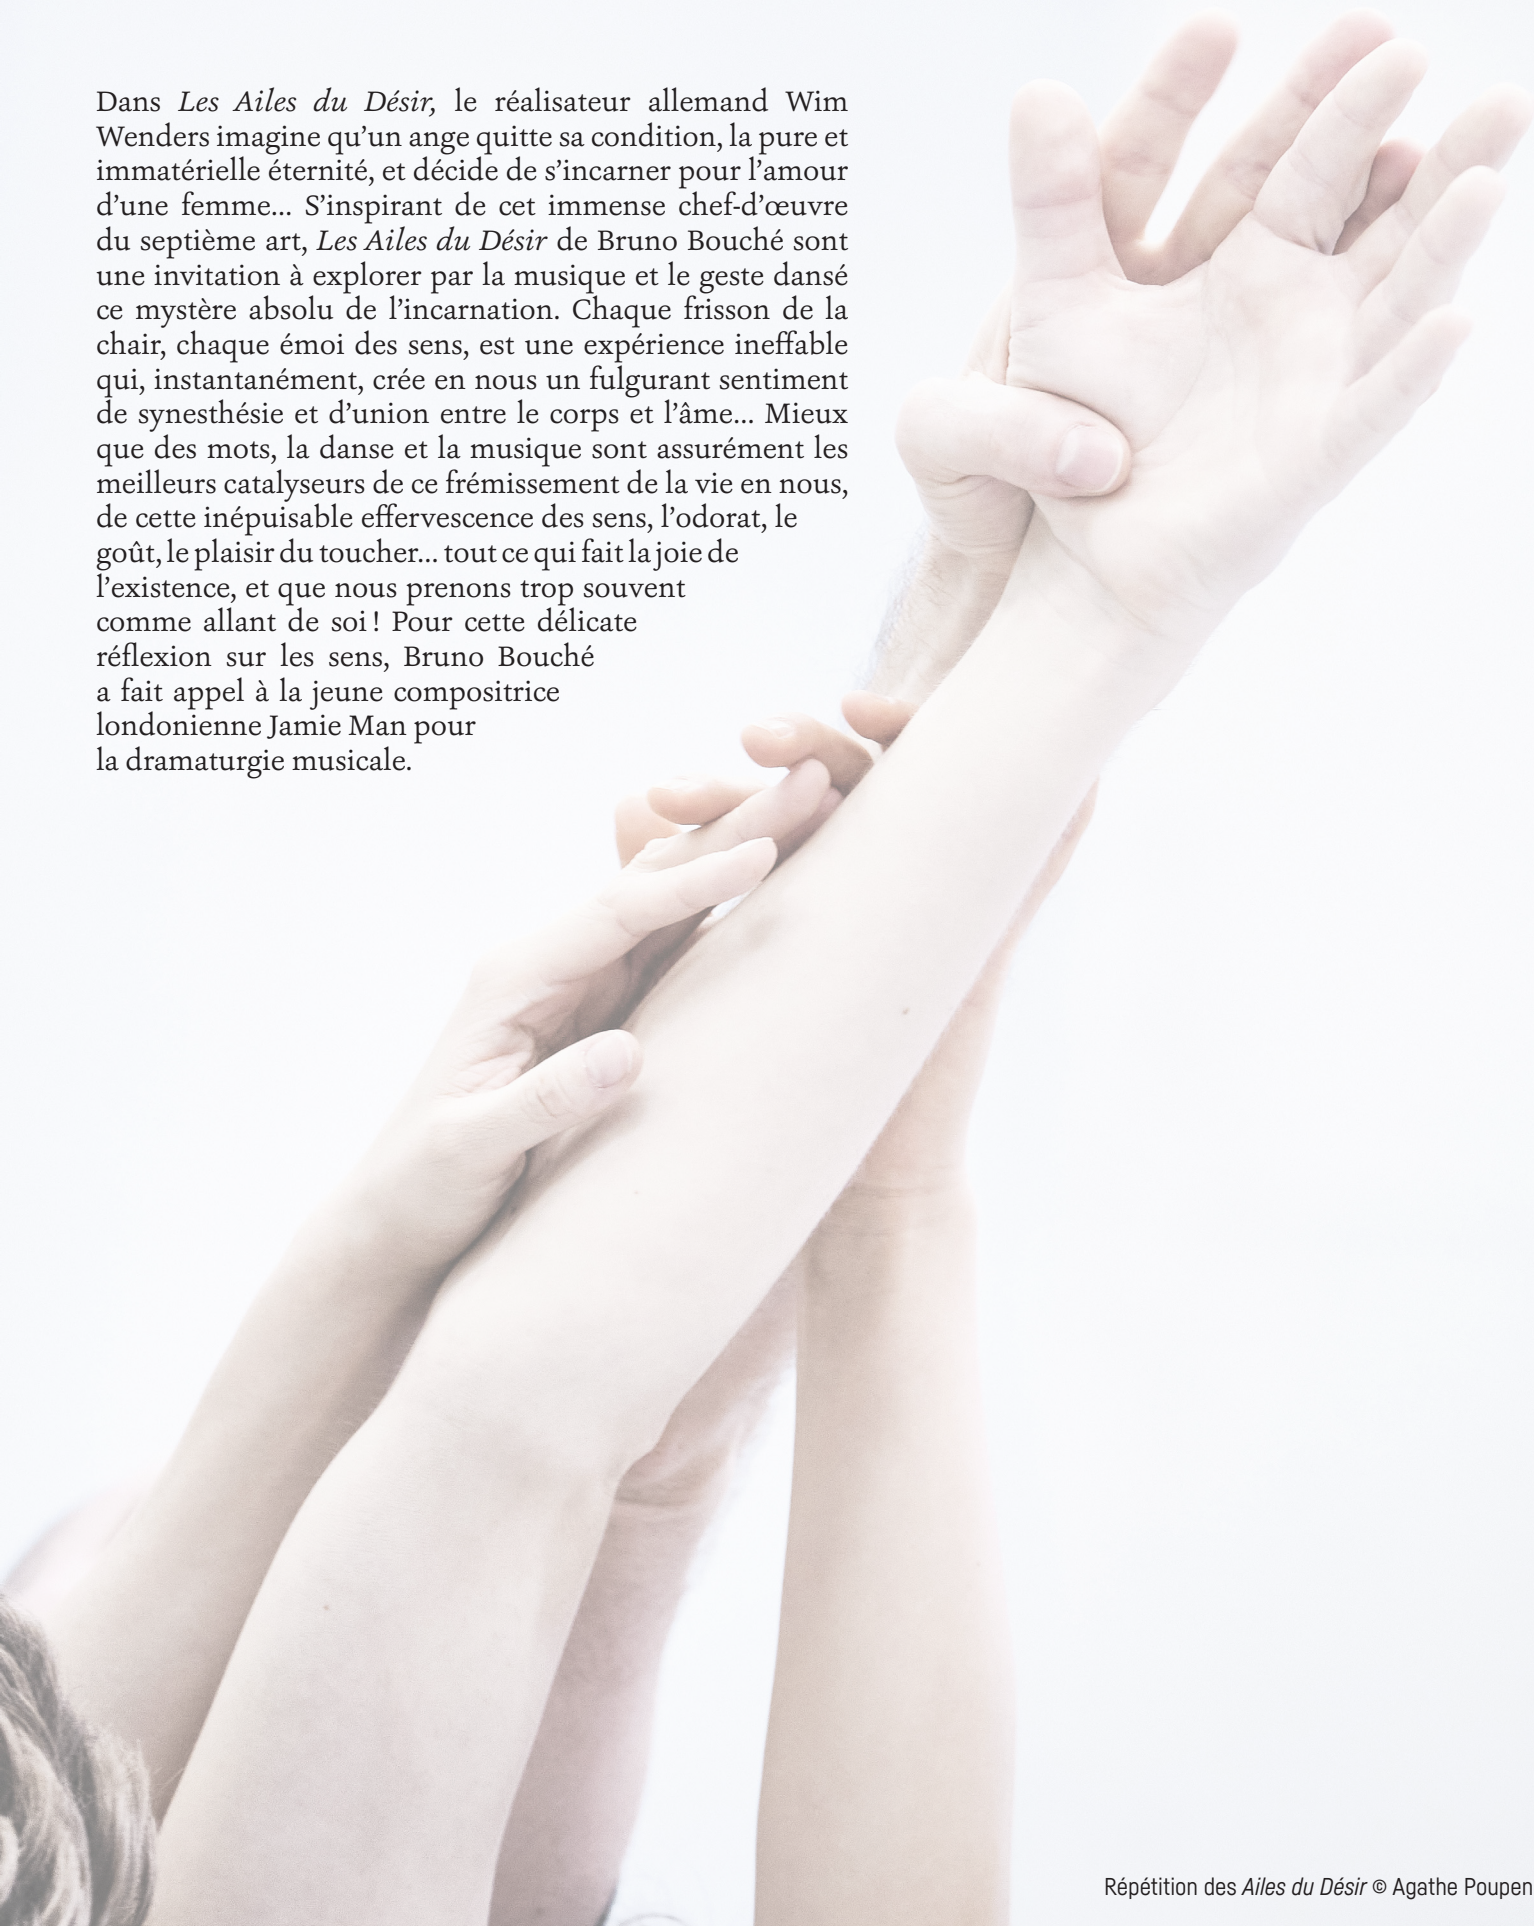 Dans Les Ailes du Désir, le réalisateur allemand Wim
Wenders imagine qu’un ange quitte sa condition, la pure et
immatérielle éternité, et décide de s’incarner pour l’amour
d’une femme… S’inspirant de cet immense chef-d’œuvre
du septième art, Les Ailes du Désir de Bruno Bouché sont
une invitation à explorer par la musique et le geste dansé
ce mystère absolu de l’incarnation. Chaque frisson de la
chair, chaque émoi des sens, est une expérience ineffable
qui, instantanément, crée en nous un fulgurant sentiment
de synesthésie et d’union entre le corps et l’âme… Mieux
que des mots, la danse et la musique sont assurément les
meilleurs catalyseurs de ce frémissement de la vie en nous,
de cette inépuisable effervescence des sens, l’odorat, le
goût, le plaisir du toucher… tout ce qui fait la joie de
l’existence, et que nous prenons trop souvent
comme allant de soi ! Pour cette délicate
réflexion sur les sens, Bruno Bouché
a fait appel à la jeune compositrice
londonienne Jamie Man pour
la dramaturgie musicale.
Répétition des Ailes du Désir © Agathe Poupen